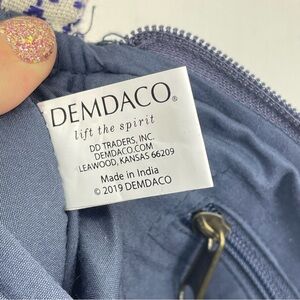 DEMDACO®
lift the spirit
DD TRADERS, INC.
DEMDACO.COM
LEAWOOD, KANSAS 66209
Made in India
© 2019 DEMDACO